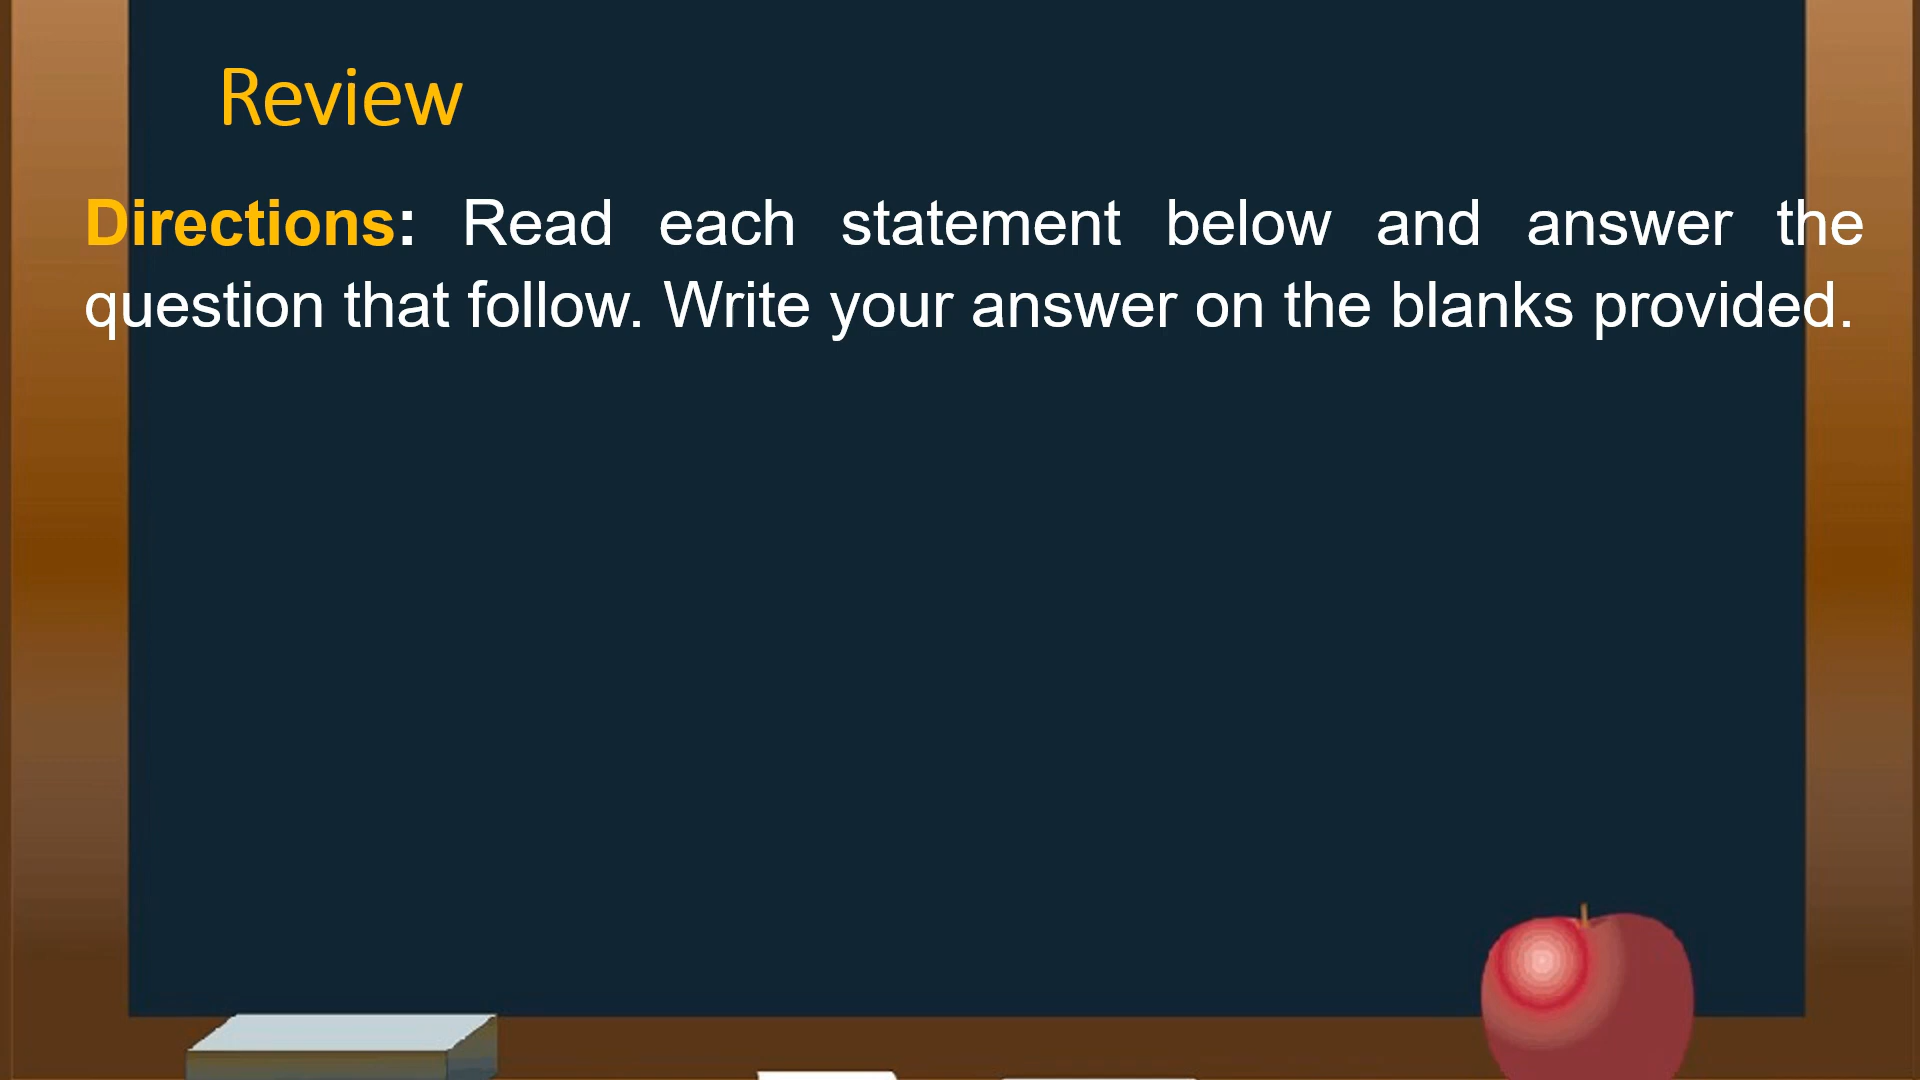 Review
Directions: Read each statement below and answer the
question that follow. Write your answer on the blanks provided.